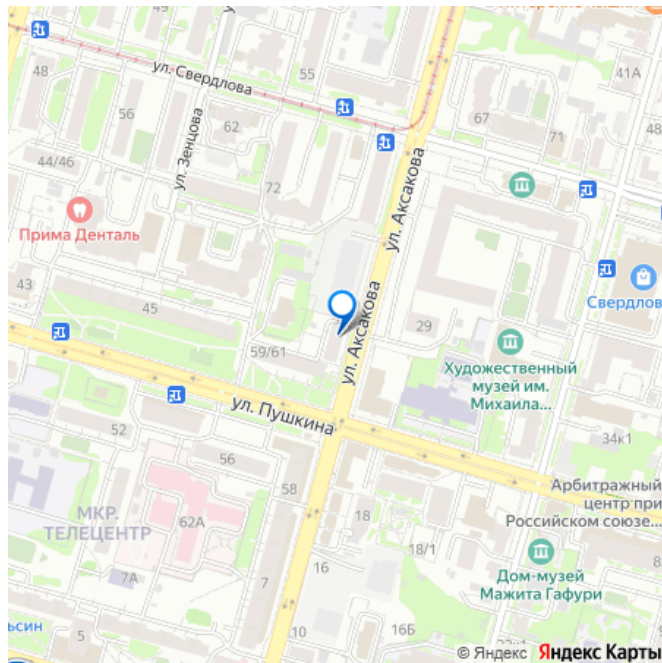 ул. Свердлова
48
56
55
67
71
41А
ул. Зенцова
62
44/46
72
ул. Аксакова
Прима Денталь
Свердлов
43
45
59/61
ул. Аксакова
29
Художественный
музей им.
Михаила...
ул. Пушкина
52
56
58
34к1
МКР.
ТЕЛЕЦЕНТР
62А
Арбитражный
центр при
Российском союзе...
18
18/1
7А
7
16
Дом-музей
Мажита Гафури
ьсин
5
10
16Б
© Яндекс
Яндекс Карты